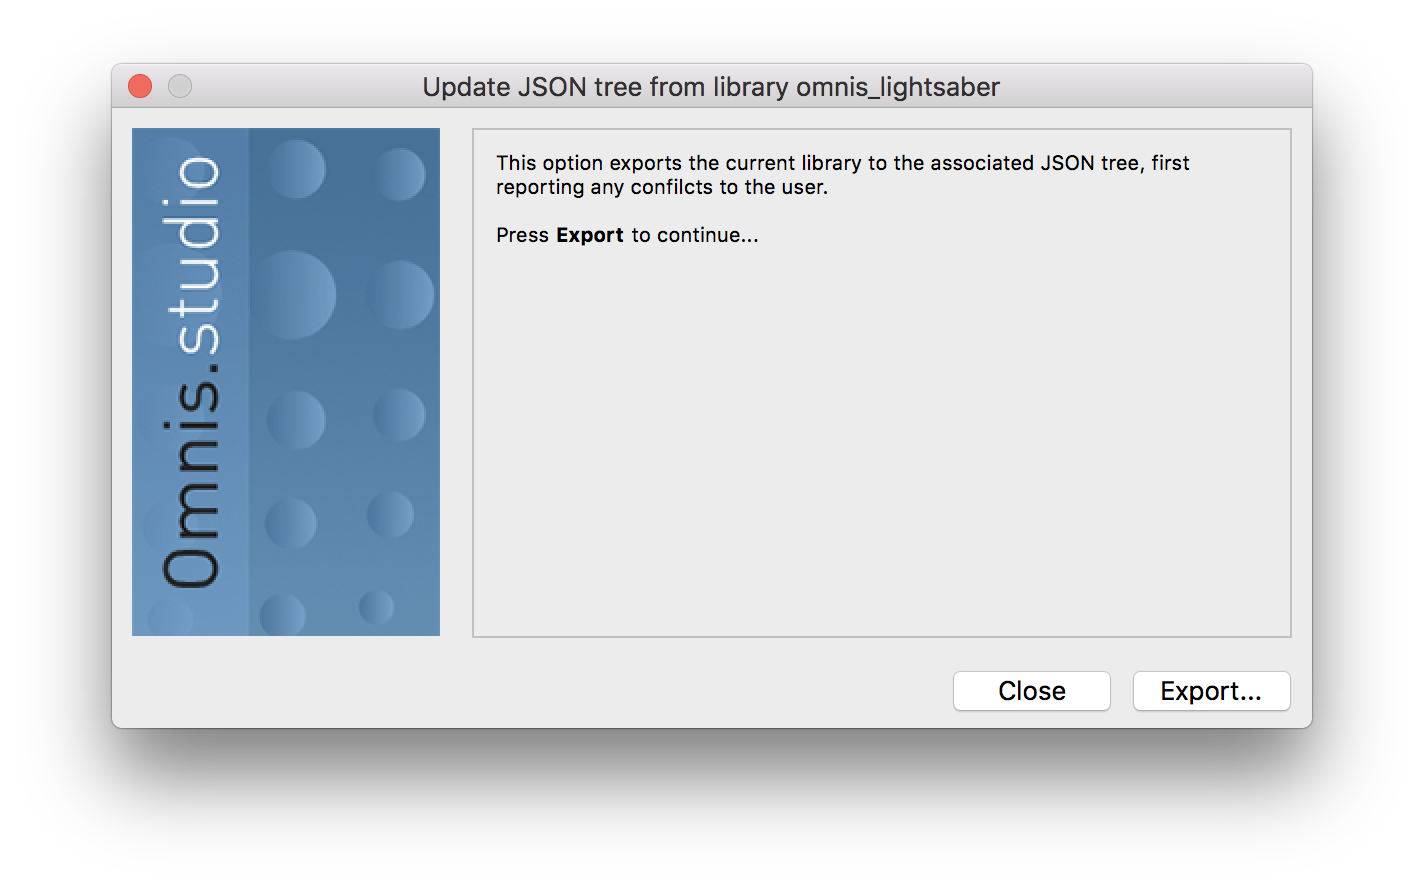 Update JSON tree from library omnis_lightsaber
Omnis.studio
This option exports the current library to the associated JSON tree, first
reporting any confilcts to the user.
Press Export to continue...
Close
Export...